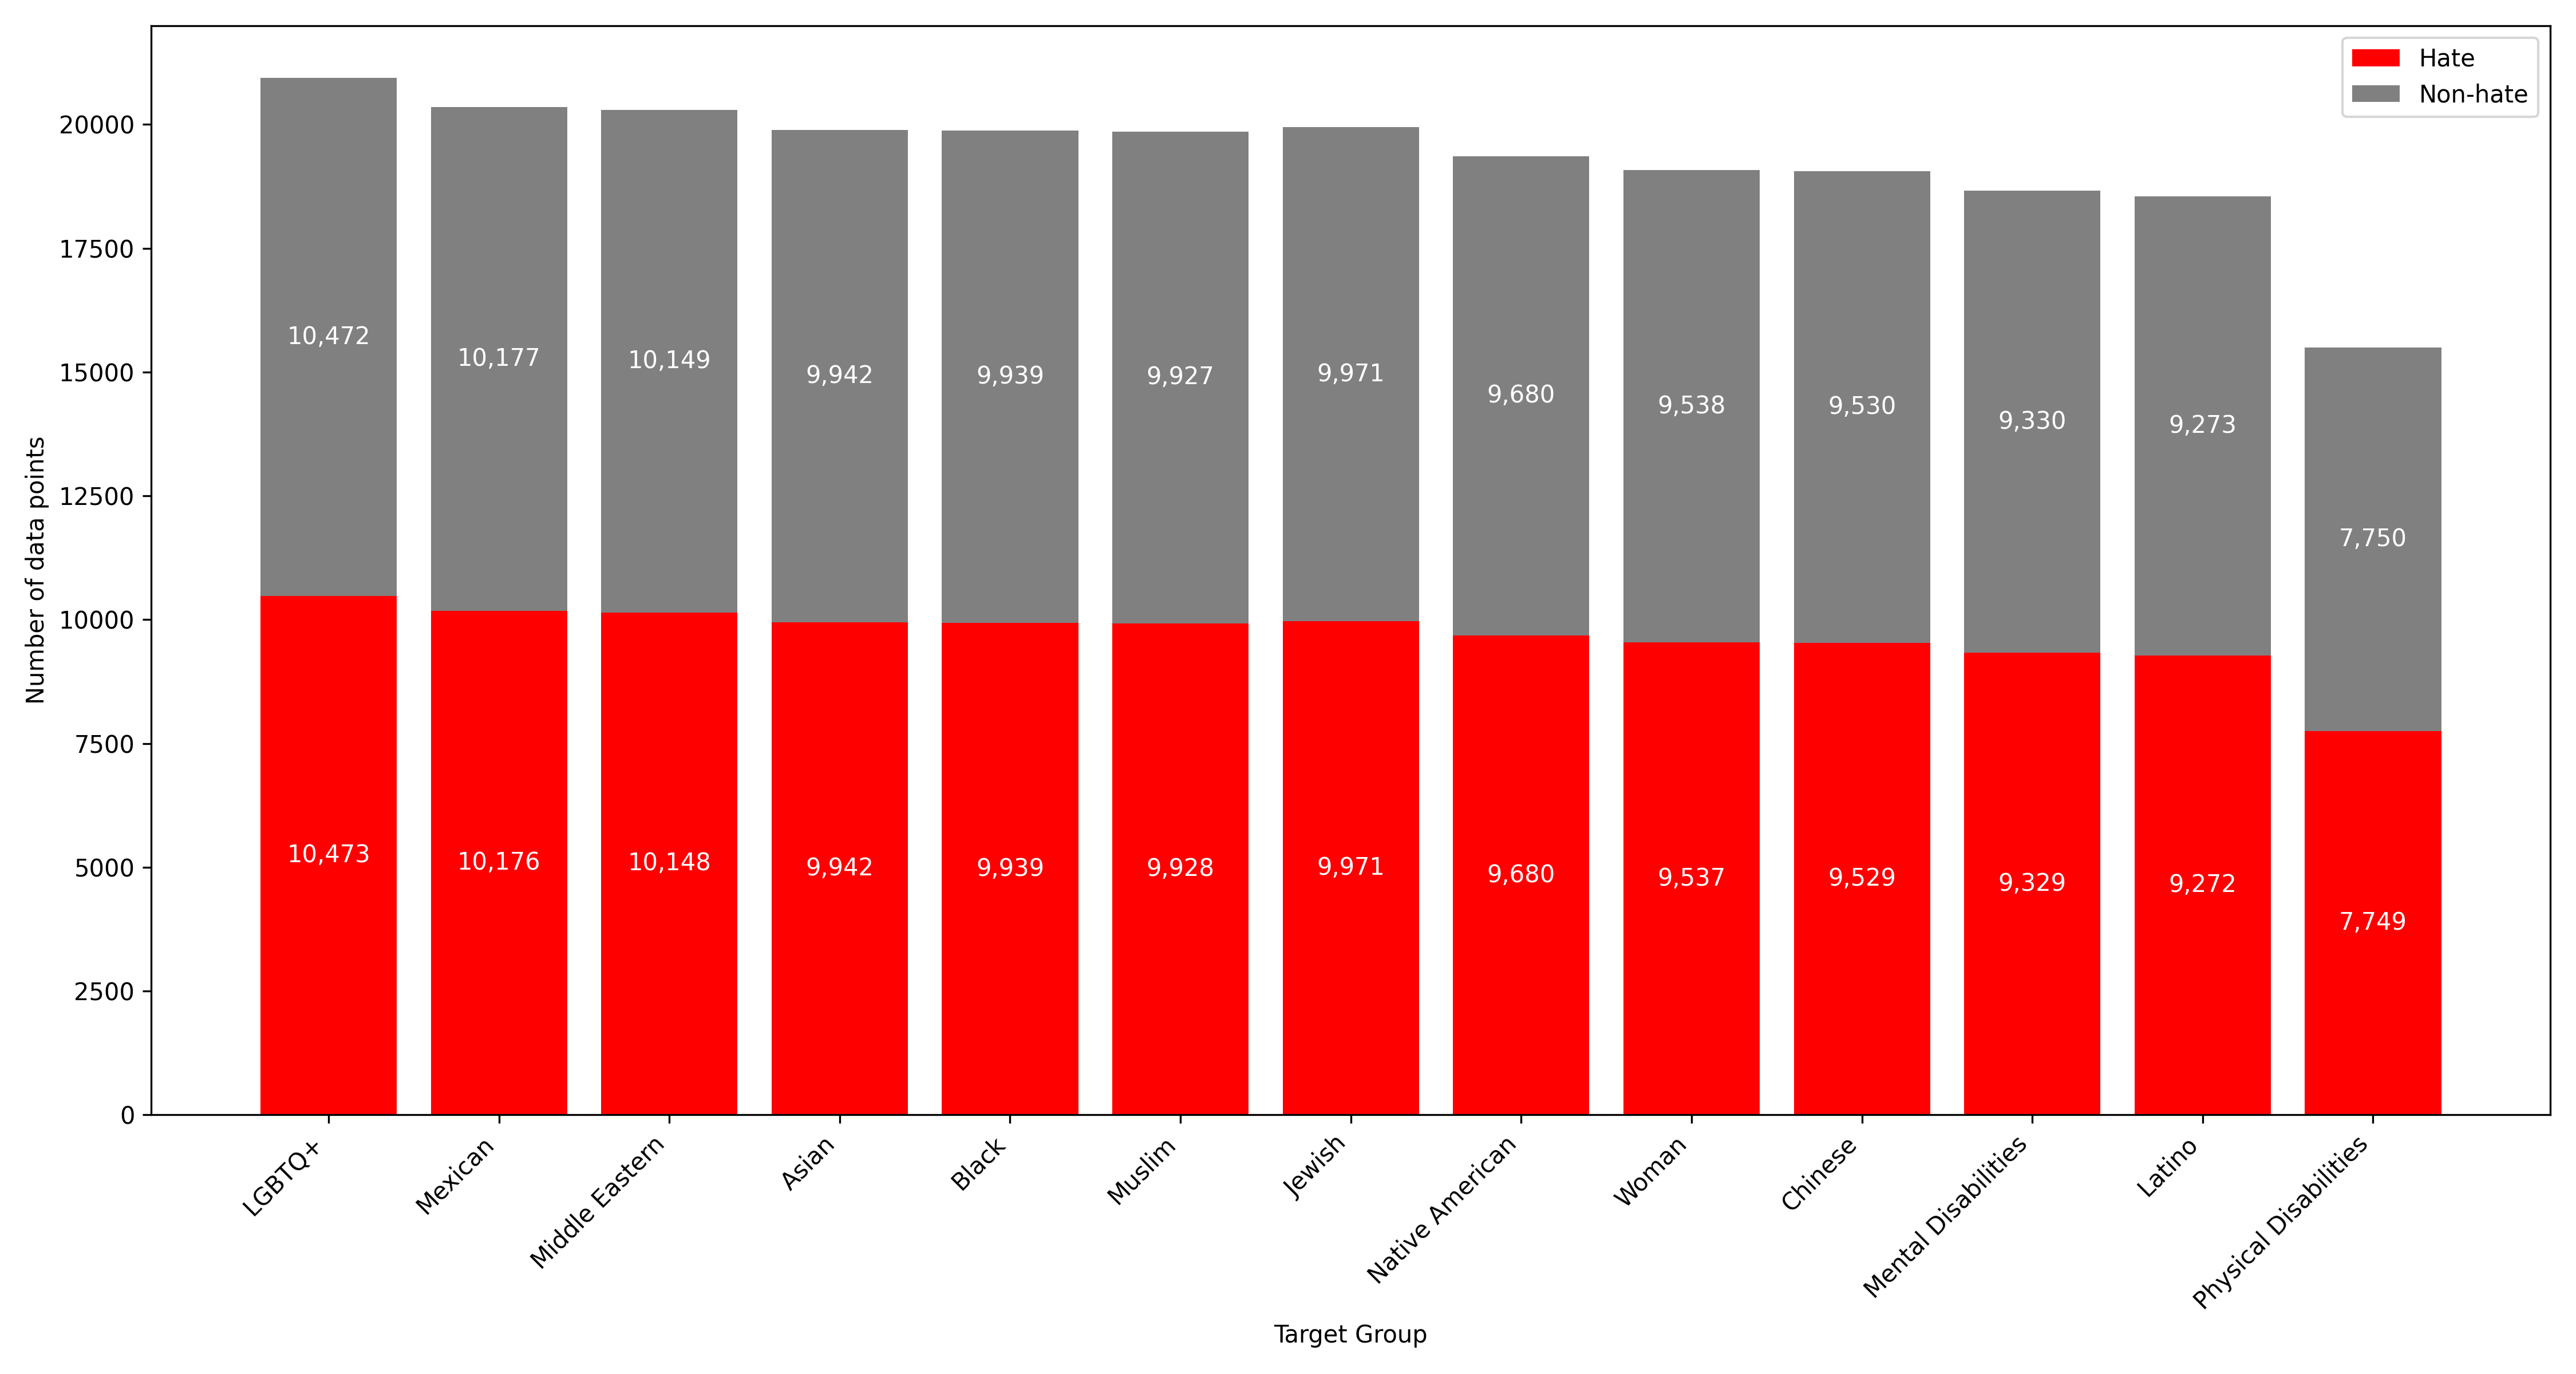 Hate
Non-hate
Number of data points
20000
17500
15000
12500
10000
7500
5000
2500
0
10,472
10,177
10,149
9,942
9,939
9,927
9,971
9,680
9,538
9,530
9,330
9,273
7,750
10,473
10,176
10,148
9,942
9,939
9,928
9,971
9,680
9,537
9,529
9,329
9,272
7,749
LGBTQ+
Mexican
Middle Eastern
Asian
Black
Muslim
Jewish
Native American
Woman
Chinese
Mental Disabilities
Latino
Physical Disabilities
Target Group